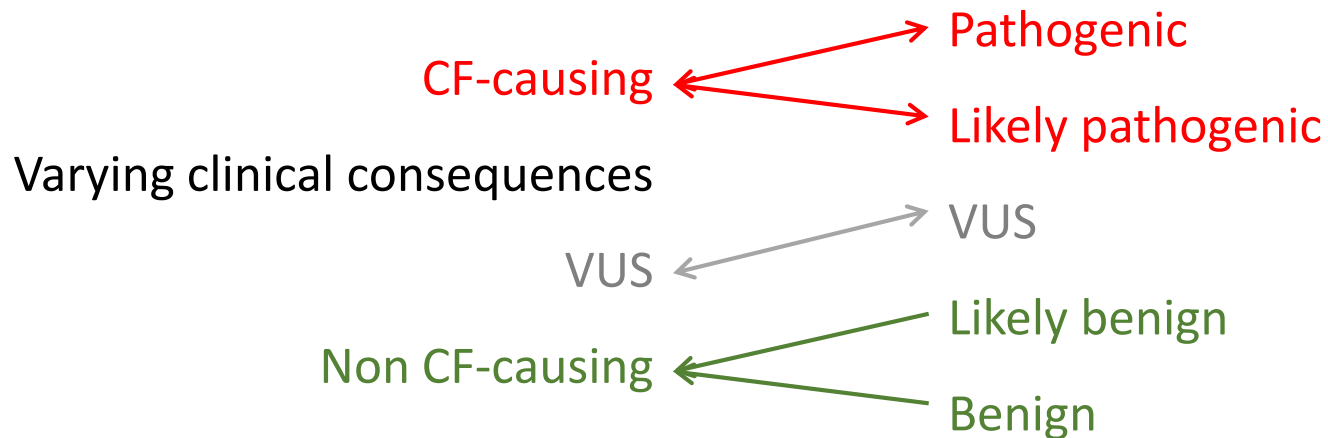 CF-causing
Varying clinical consequences
VUS
Non CF-causing
Pathogenic
Likely pathogenic
VUS
Likely benign
Benign